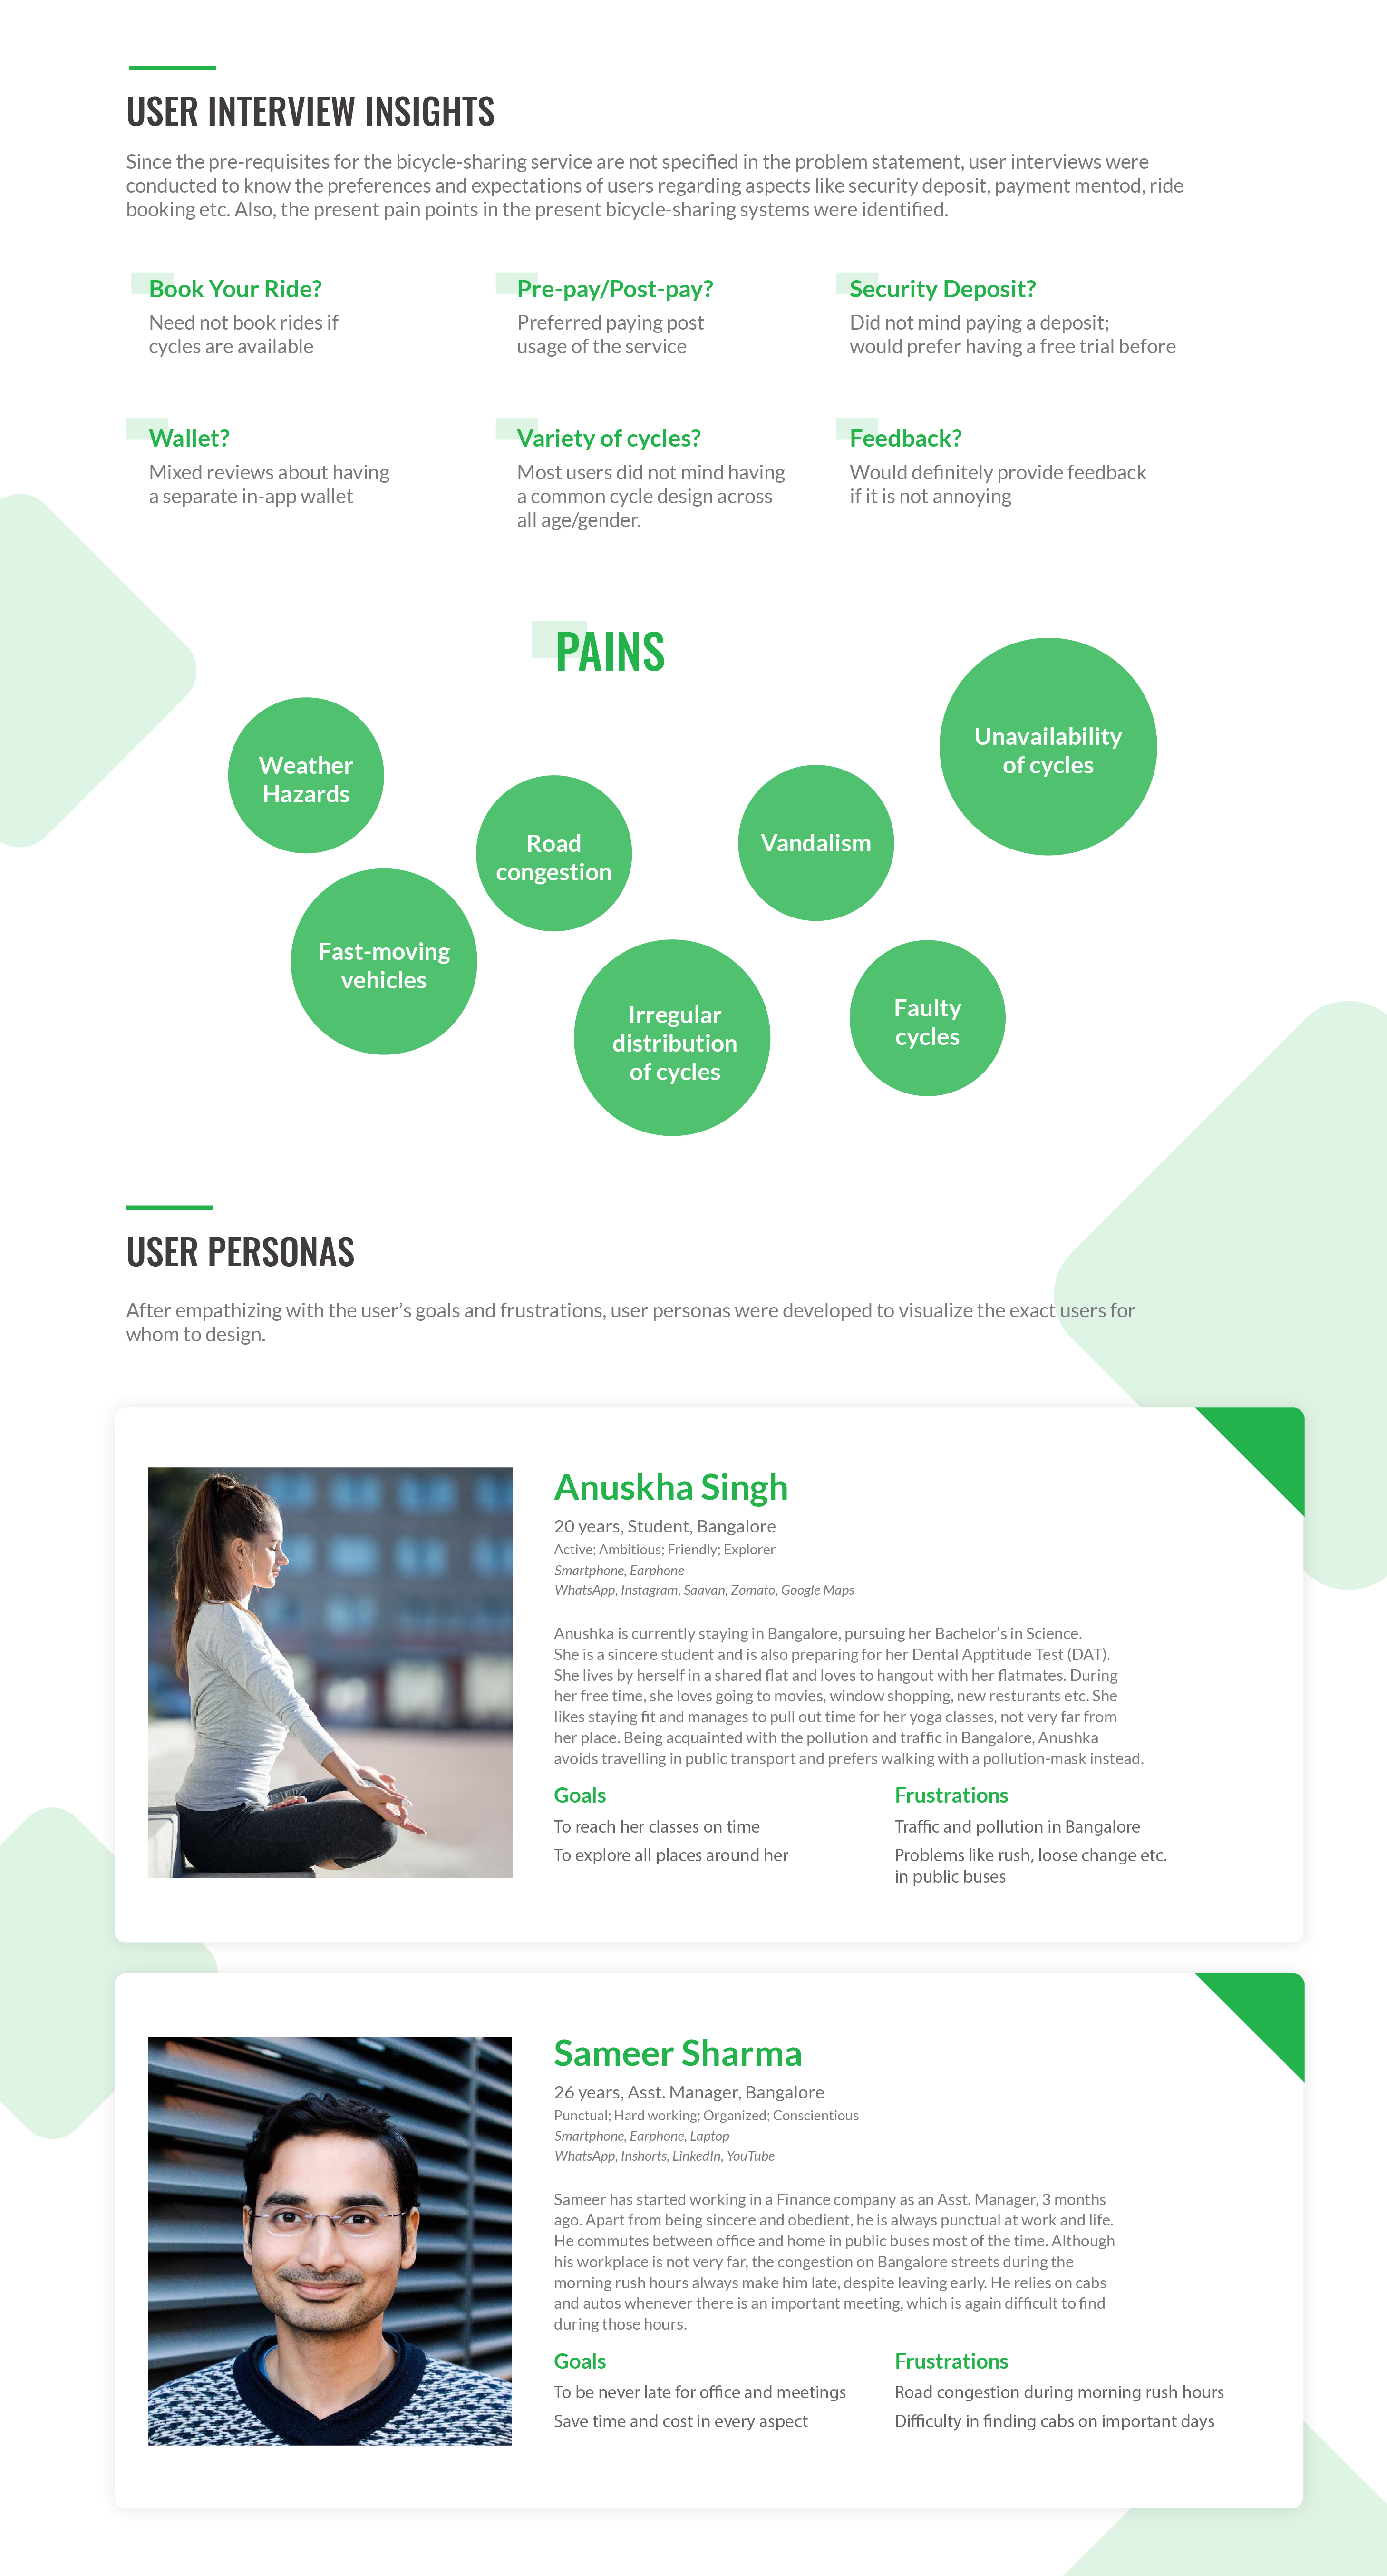 USER INTERVIEW INSIGHTS
Since the pre-requisites for the bicycle-sharing service are not specified in the problem statement, user interviews were
conducted to know the preferences and expectations of users regarding aspects like security deposit, payment mentod, ride
booking etc. Also, the present pain points in the present bicycle-sharing systems were identified.
Book Your Ride?
Need not book rides if
cycles are available
Pre-pay/Post-pay?
Preferred paying post
usage of the service
Security Deposit?
Did not mind paying a deposit;
would prefer having a free trial before
Wallet?
Mixed reviews about having
a separate in-app wallet
Variety of cycles?
Most users did not mind having
a common cycle design across
all age/gender.
Feedback?
Would definitely provide feedback
if it is not annoying
PAINS
Weather
Hazards
Road
congestion
Vandalism
Unavailability
of cycles
Fast-moving
vehicles
Irregular
distribution
of cycles
Faulty
cycles
USER PERSONAS
After empathizing with the user’s goals and frustrations, user personas were developed to visualize the exact users for
whom to design.
Anuskha Singh
20 years, Student, Bangalore
Active; Ambitious; Friendly; Explorer
Smartphone, Earphone
WhatsApp, Instagram, Saavan, Zomato, Google Maps
Anushka is currently staying in Bangalore, pursuing her Bachelor’s in Science.
She is a sincere student and is also preparing for her Dental Apptitude Test (DAT).
She lives by herself in a shared flat and loves to hangout with her flatmates. During
her free time, she loves going to movies, window shopping, new resturants etc. She
likes staying fit and manages to pull out time for her yoga classes, not very far from
her place. Being acquainted with the pollution and traffic in Bangalore, Anushka
avoids travelling in public transport and prefers walking with a pollution-mask instead.
Goals
To reach her classes on time
To explore all places around her
Frustrations
Traffic and pollution in Bangalore
Problems like rush, loose change etc.
in public buses
Sameer Sharma
26 years, Asst. Manager, Bangalore
Punctual; Hard working; Organized; Conscientious
Smartphone, Earphone, Laptop
WhatsApp, Inshorts, LinkedIn, YouTube
Sameer has started working in a Finance company as an Asst. Manager, 3 months
ago. Apart from being sincere and obedient, he is always punctual at work and life.
He commutes between office and home in public buses most of the time. Although
his workplace is not very far, the congestion on Bangalore streets during the
morning rush hours always make him late, despite leaving early. He relies on cabs
and autos whenever there is an important meeting, which is again difficult to find
during those hours.
Goals
To be never late for office and meetings
Save time and cost in every aspect
Frustrations
Road congestion during morning rush hours
Difficulty in finding cabs on important days